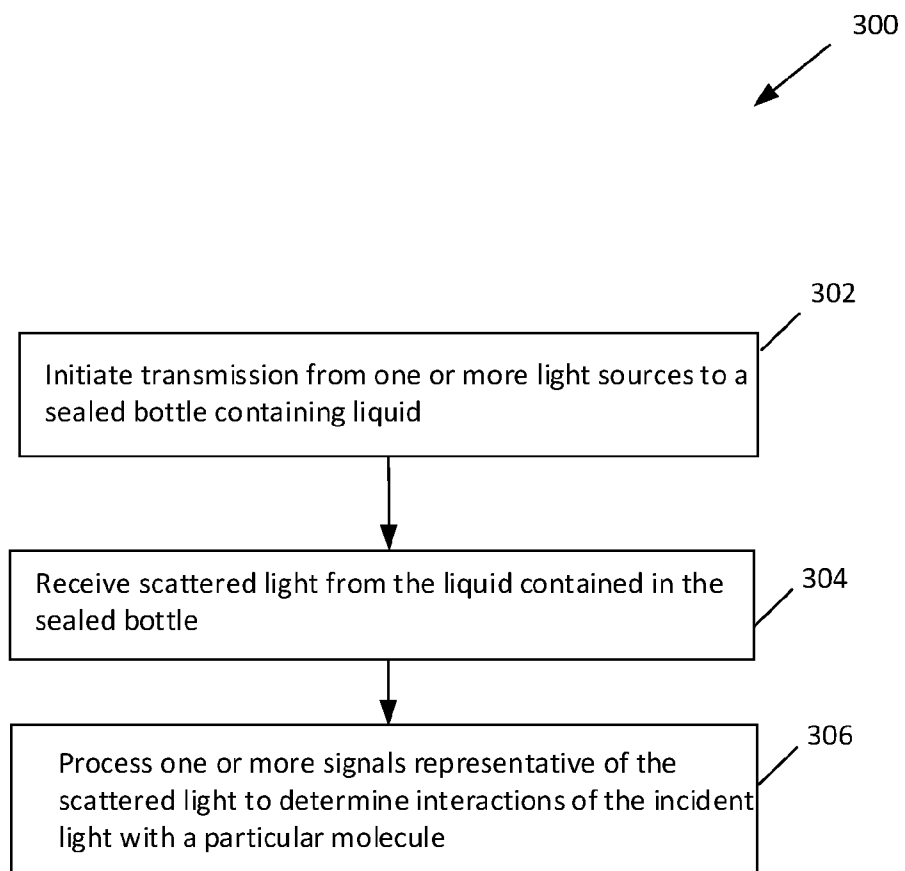 300
302
Initiate transmission from one or more light sources to a
sealed bottle containing liquid
304
Receive scattered light from the liquid contained in the
sealed bottle
306
Process one or more signals representative of the
scattered light to determine interactions of the incident
light with a particular molecule